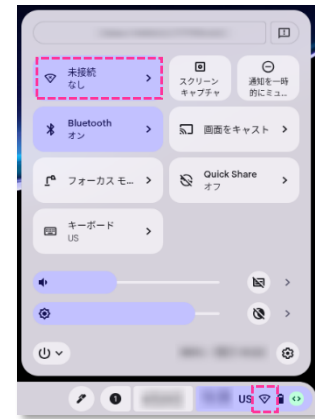 未接続
なし
スクリーン
キャプチャ
通知を一時
的にミュ...
Bluetooth
オン
画面をキャスト
フォーカス モ...
Quick Share
オフ
キーボード
US
1
US